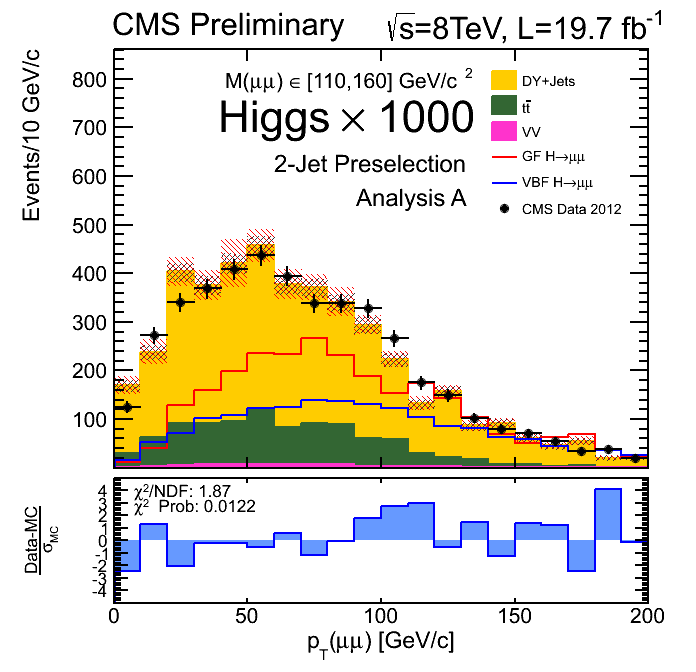 CMS Preliminary
√s=8TeV, L=19.7 fb⁻¹
Events/10 GeV/c
800
700
600
500
400
300
200
100
M(μμ) ∈ [110,160] GeV/c ²
Higgs × 1000
2-Jet Preselection
Analysis A
DY+Jets
tt̄
VV
GF H→μμ
VBF H→μμ
CMS Data 2012
Data-MC
σMC
4
3
2
1
0
-1
-2
-3
-4
χ²/NDF: 1.87
χ² Prob: 0.0122
0 50 100 150 200
pT(μμ) [GeV/c]